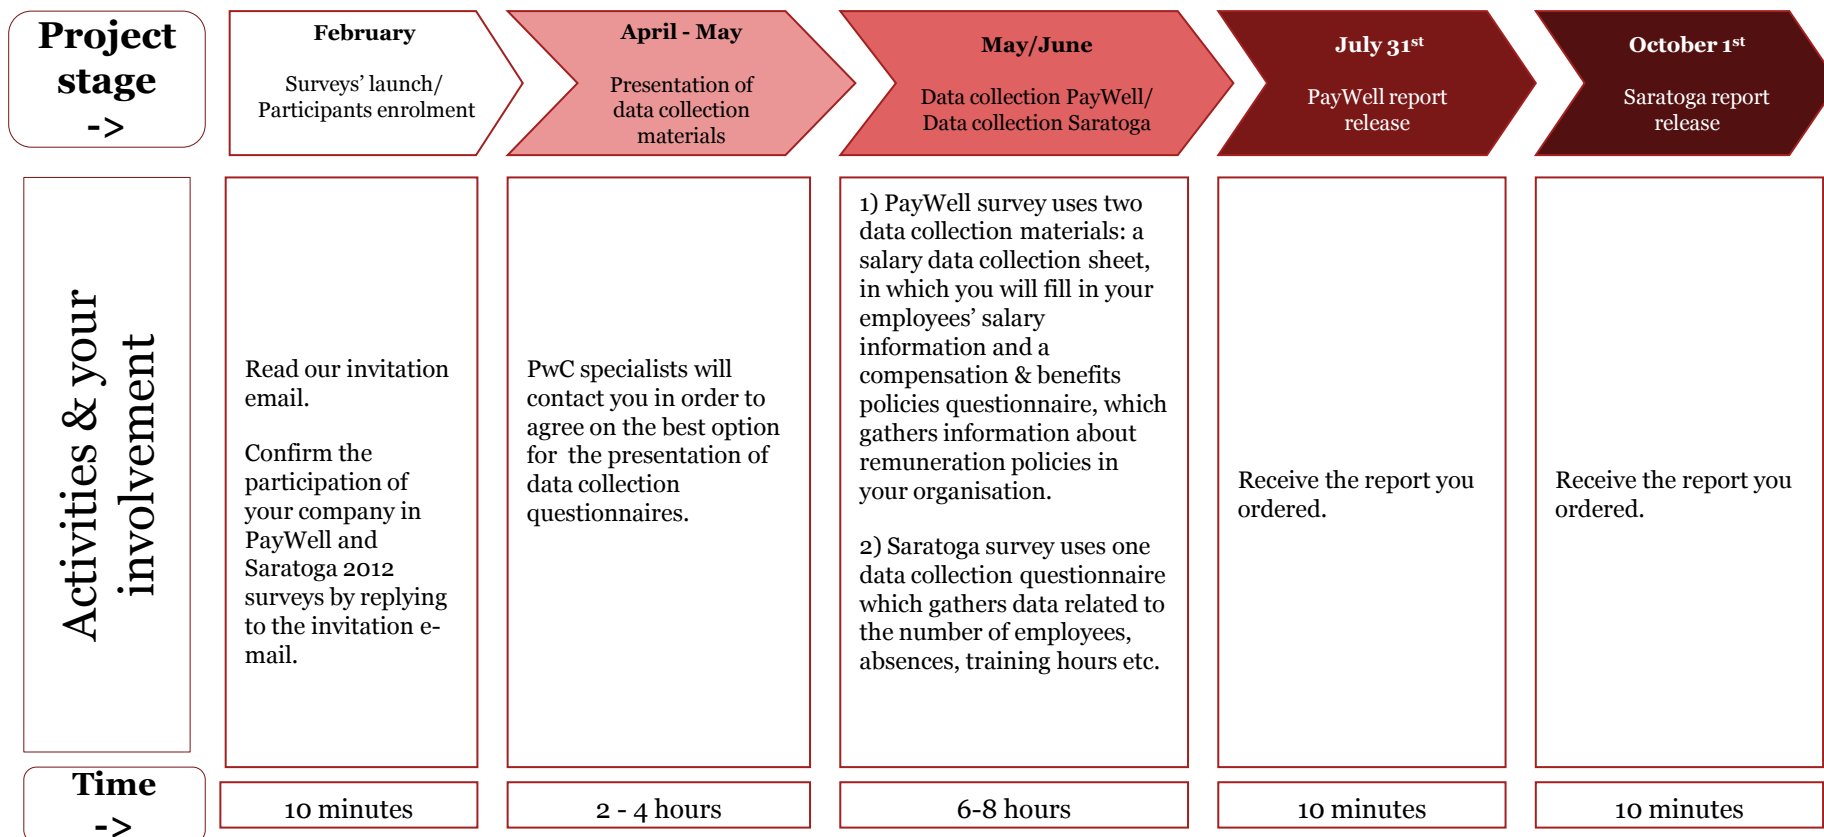 Project
stage
->
February
Surveys’ launch/
Participants enrolment
April - May
Presentation of
data collection
materials
May/June
Data collection PayWell/
Data collection Saratoga
July 31st
PayWell report
release
October 1st
Saratoga report
release
Activities & your
involvement
Read our invitation
email.
Confirm the
participation of
your company in
PayWell and
Saratoga 2012
surveys by replying
to the invitation e-
mail.
PwC specialists will
contact you in order to
agree on the best option
for  the presentation of
data collection
questionnaires.
1) PayWell survey uses two
data collection materials: a
salary data collection sheet,
in which you will fill in your
employees’ salary
information and a
compensation & benefits
policies questionnaire, which
gathers information about
remuneration policies in
your organisation.
2) Saratoga survey uses one
data collection questionnaire
which gathers data related to
the number of employees,
absences, training hours etc.
Receive the report you
ordered.
Receive the report you
ordered.
Time
->
10 minutes
2 - 4 hours
6-8 hours
10 minutes
10 minutes